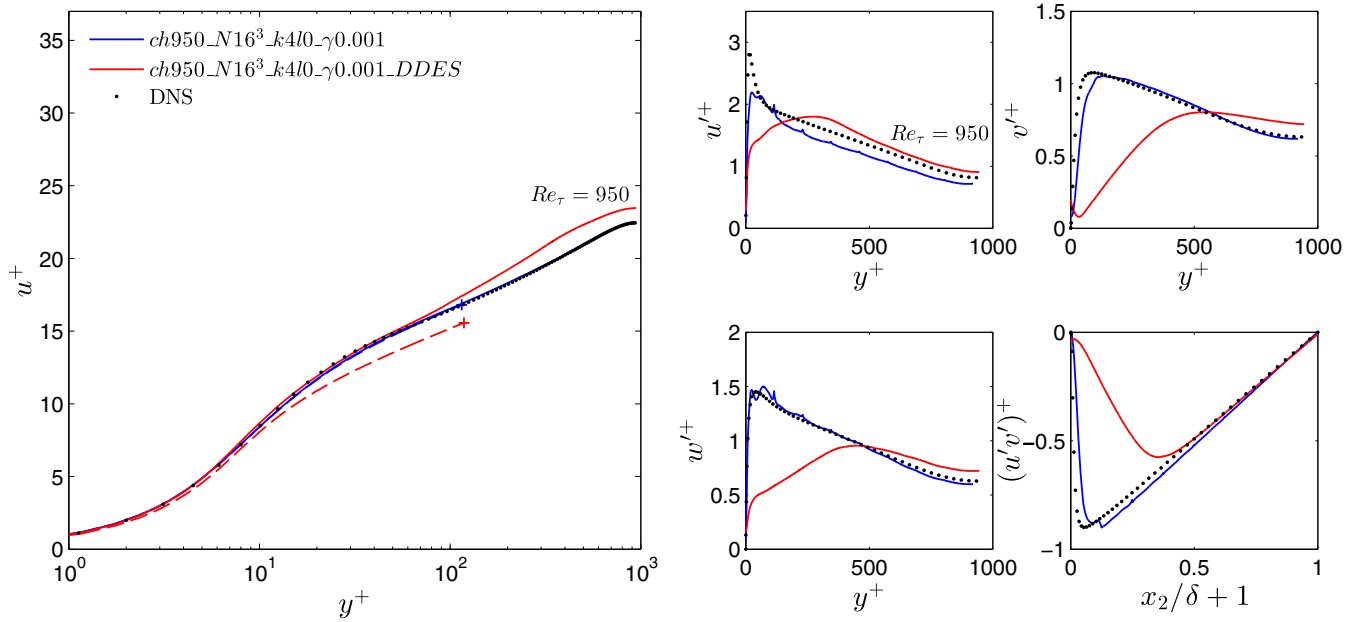 35
30
25
20
15
10
5
0
u⁺
ch950_N16³_k4l0_γ0.001
ch950_N16³_k4l0_γ0.001_DDES
DNS
Re_τ = 950
10⁰ 10¹ 10² 10³
y⁺
3
2
1
0
u′⁺
Re_τ = 950
0 500 1000
y⁺
1.5
1
0.5
0
v′⁺
0 500 1000
y⁺
2
1.5
1
0.5
0
w′⁺
0 500 1000
y⁺
0
−0.5
−1
(u′v′)⁺
0 0.5 1
x₂/δ + 1